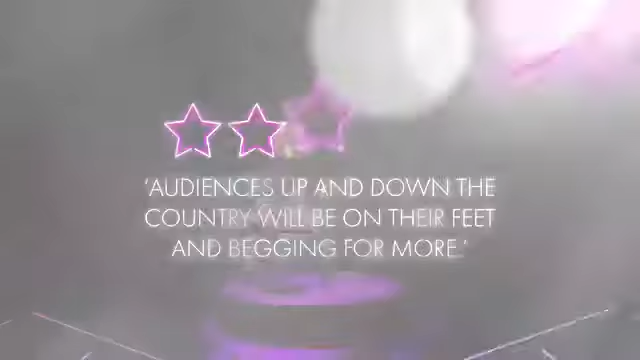 'AUDIENCES UP AND DOWN THE
COUNTRY WILL BE ON THEIR FEET
AND BEGGING FOR MORE.'